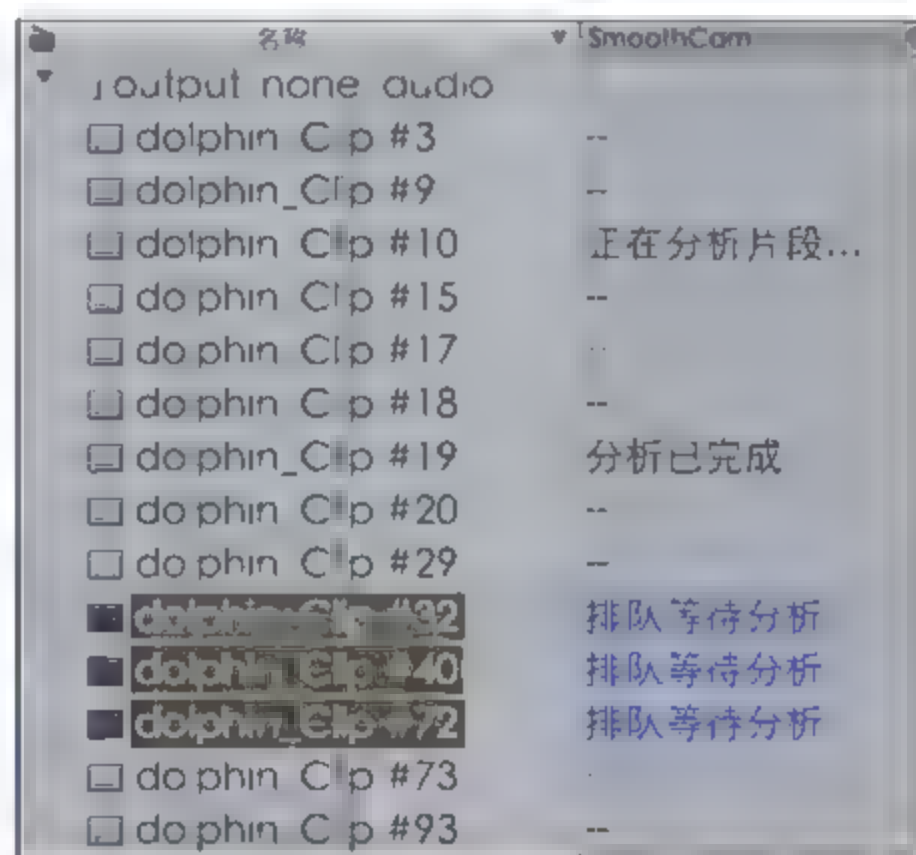 名称 SmoothCam
output none audio
dolphin Clip #3 --
dolphin_Clip #9 --
dolphin Clip #10 正在分析片段...
dolphin Clip #15 --
dolphin Clip #17
dolphin Clip #18 --
dolphin_Clip #19 分析已完成
dolphin Clip #20 --
dolphin Clip #29 --
dolphin_Clip #32 排队等待分析
dolphin_Clip #40 排队等待分析
dolphin_Clip #72 排队等待分析
dolphin Clip #73
dolphin Clip #93 --